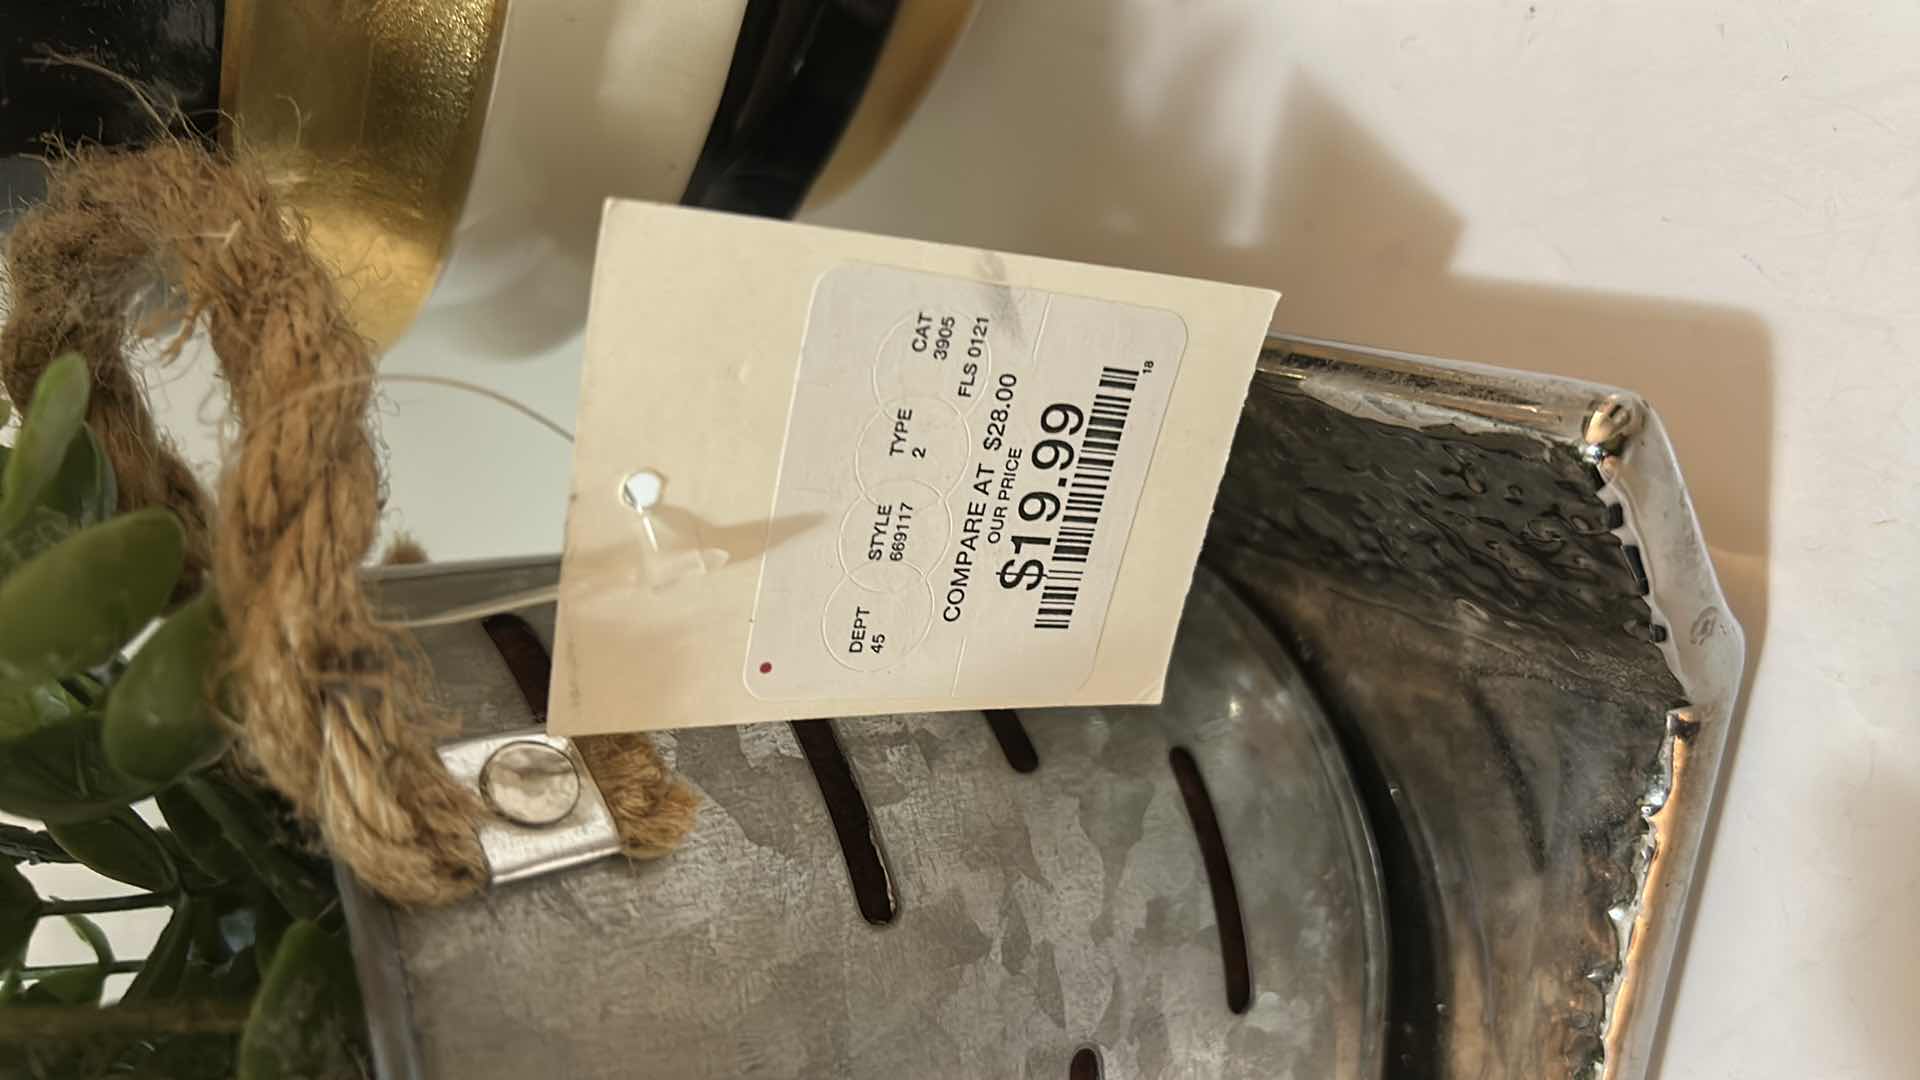 DEPT STYLE TYPE CAT
45 669117 2 3905
FLS 0121
COMPARE AT $28.00
OUR PRICE
$19.99
18